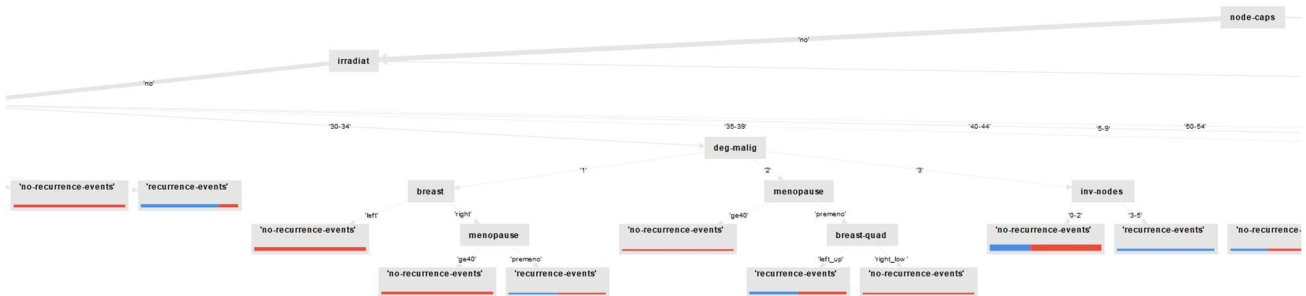 node-caps
'no'
irradiat
'no'
'30-34'
'35-39'
'40-44'
'5-9'
'50-54'
deg-malig
'1'
'2'
'3'
'no-recurrence-events'
'recurrence-events'
breast
menopause
inv-nodes
'left'
'right'
'ge40'
'premeno'
'0-2'
'3-5'
'no-recurrence-events'
menopause
'no-recurrence-events'
breast-quad
'no-recurrence-events'
'recurrence-events'
'no-recurrence-events'
'ge40'
'premeno'
'left_up'
'right_low '
'no-recurrence-events'
'recurrence-events'
'recurrence-events'
'no-recurrence-events'